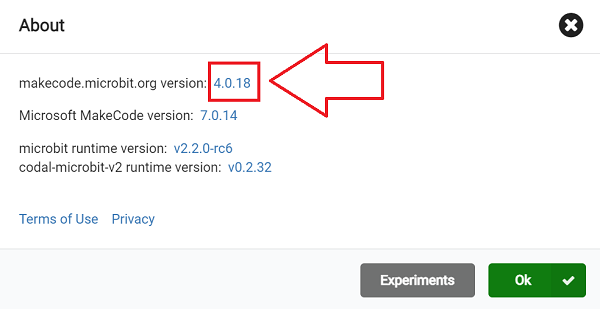 About
makecode.microbit.org version: 4.0.18
Microsoft MakeCode version: 7.0.14
microbit runtime version: v2.2.0-rc6
codal-microbit-v2 runtime version: v0.2.32
Terms of Use Privacy
Experiments Ok